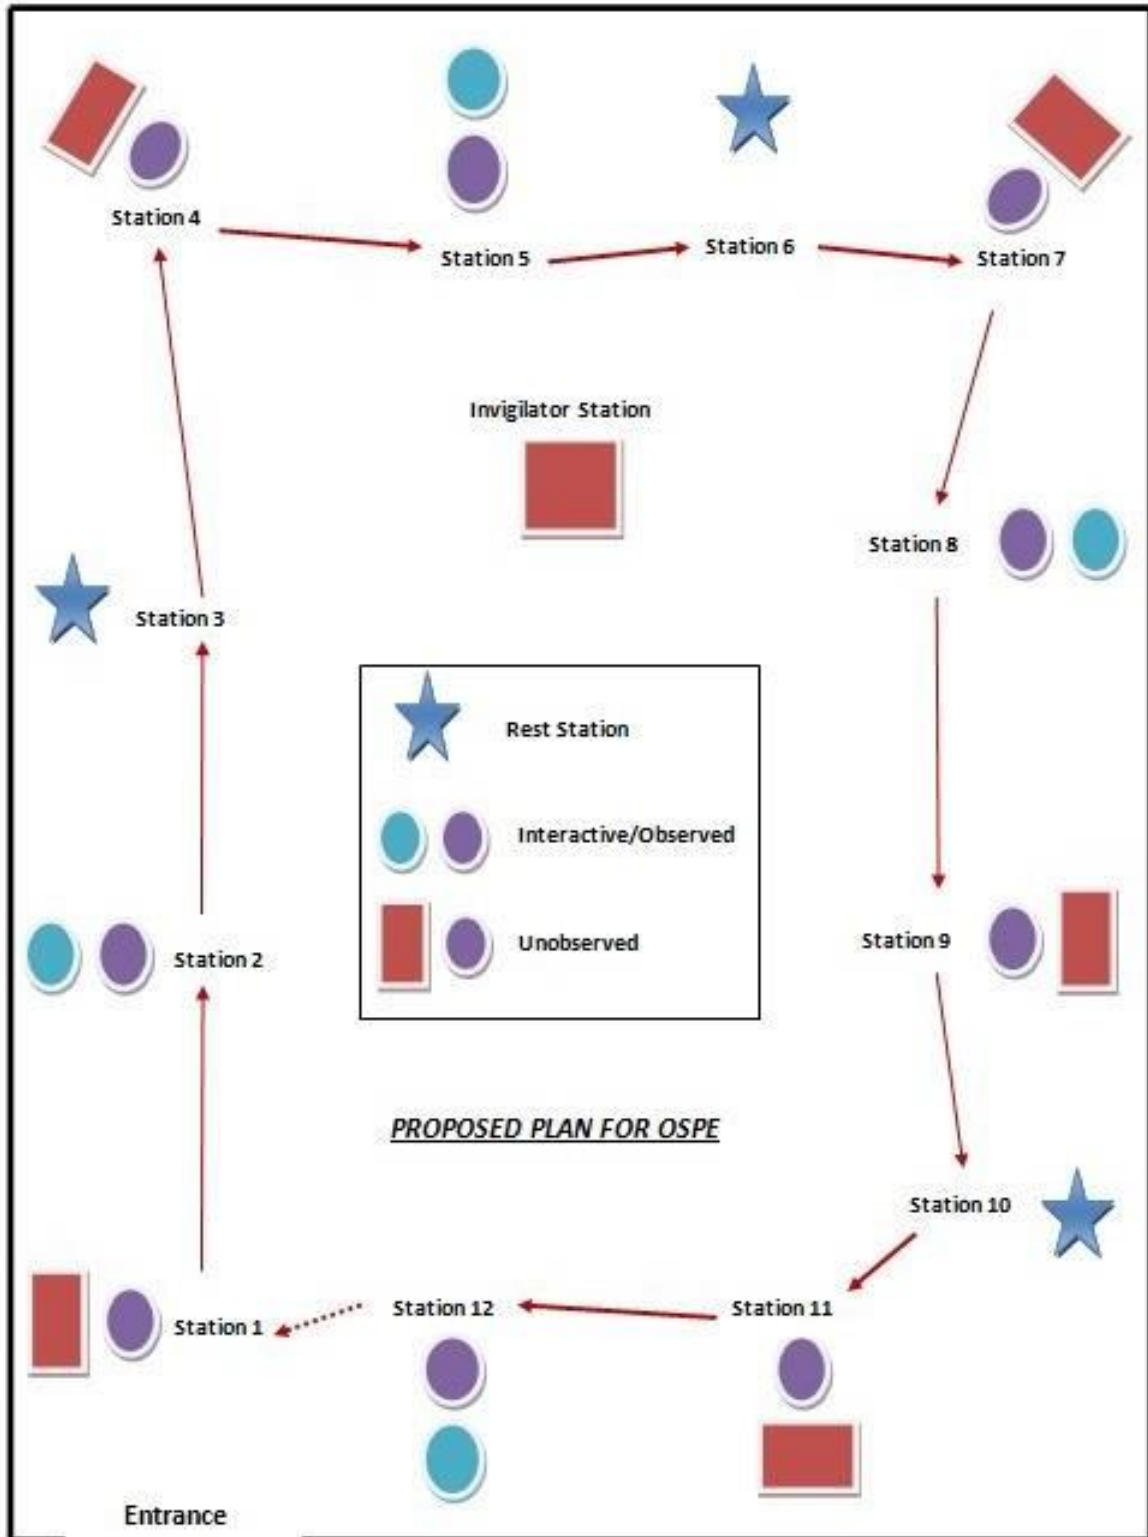 Station 4
Station 5
Station 6
Station 7
Invigilator Station
Station 8
Station 3
Rest Station
Interactive/Observed
Unobserved
Station 2
Station 9
PROPOSED PLAN FOR OSPE
Station 10
Station 1
Station 12
Station 11
Entrance